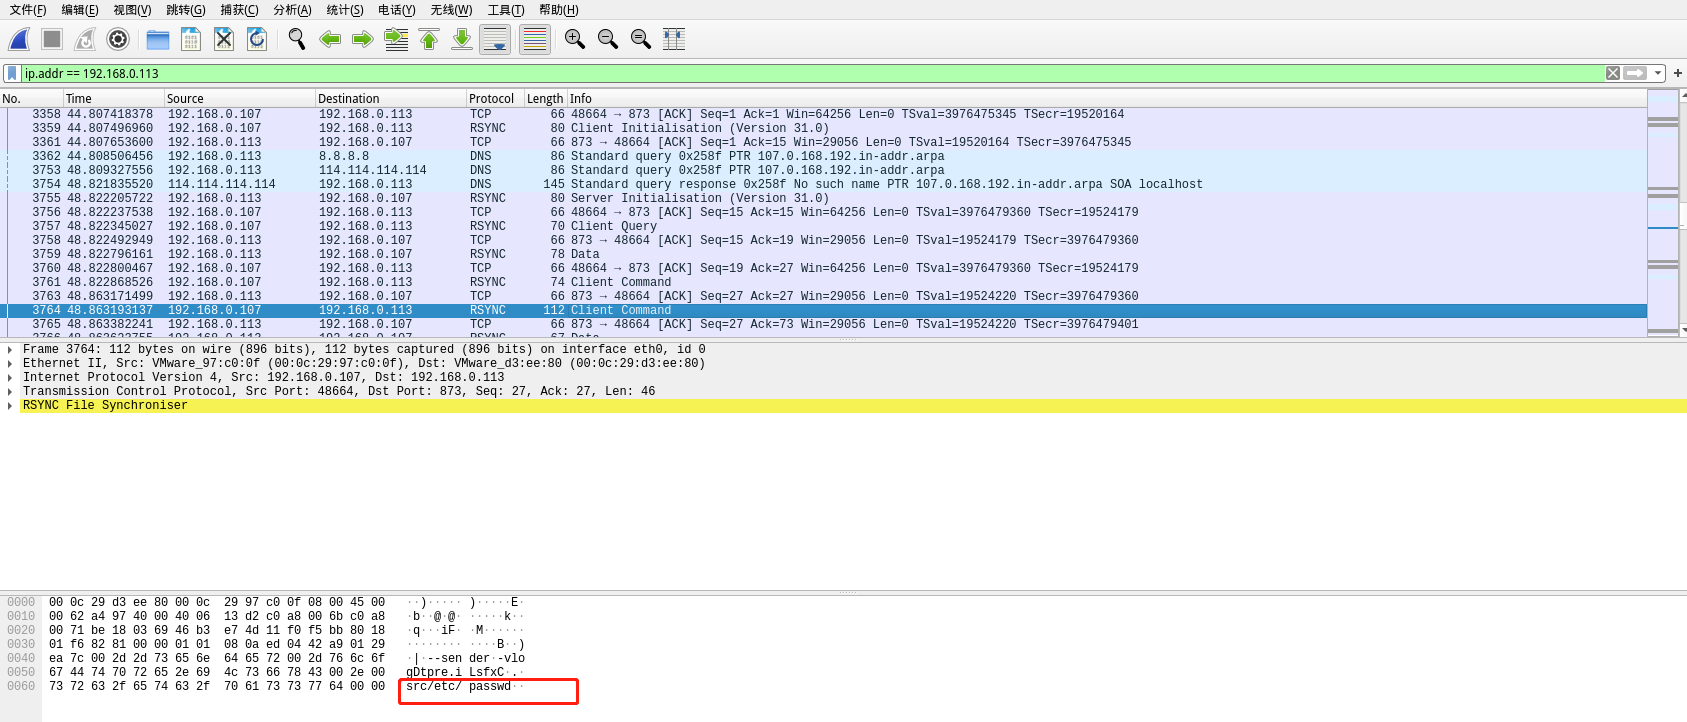 文件(F) 编辑(E) 视图(V) 跳转(G) 捕获(C) 分析(A) 统计(S) 电话(Y) 无线(W) 工具(T) 帮助(H)
ip.addr == 192.168.0.113
No. Time Source Destination Protocol Length Info
3358 44.807418378 192.168.0.107 192.168.0.113 TCP 66 48664 → 873 [ACK] Seq=1 Ack=1 Win=64256 Len=0 TSval=3976475345 TSecr=19520164
3359 44.807496960 192.168.0.107 192.168.0.113 RSYNC 80 Client Initialisation (Version 31.0)
3361 44.807653600 192.168.0.113 192.168.0.107 TCP 66 873 → 48664 [ACK] Seq=1 Ack=15 Win=29056 Len=0 TSval=19520164 TSecr=3976475345
3362 44.808506456 192.168.0.113 8.8.8.8 DNS 86 Standard query 0x258f PTR 107.0.168.192.in-addr.arpa
3753 48.809327556 192.168.0.113 114.114.114.114 DNS 86 Standard query 0x258f PTR 107.0.168.192.in-addr.arpa
3754 48.821835520 114.114.114.114 192.168.0.113 DNS 145 Standard query response 0x258f No such name PTR 107.0.168.192.in-addr.arpa SOA localhost
3755 48.822205722 192.168.0.113 192.168.0.107 RSYNC 80 Server Initialisation (Version 31.0)
3756 48.822237538 192.168.0.107 192.168.0.113 TCP 66 48664 → 873 [ACK] Seq=15 Ack=15 Win=64256 Len=0 TSval=3976479360 TSecr=19524179
3757 48.822345027 192.168.0.107 192.168.0.113 RSYNC 70 Client Query
3758 48.822492949 192.168.0.113 192.168.0.107 TCP 66 873 → 48664 [ACK] Seq=15 Ack=19 Win=29056 Len=0 TSval=19524179 TSecr=3976479360
3759 48.822796161 192.168.0.113 192.168.0.107 RSYNC 78 Data
3760 48.822800467 192.168.0.107 192.168.0.113 TCP 66 48664 → 873 [ACK] Seq=19 Ack=27 Win=64256 Len=0 TSval=3976479360 TSecr=19524179
3761 48.822868526 192.168.0.107 192.168.0.113 RSYNC 74 Client Command
3763 48.863171499 192.168.0.113 192.168.0.107 TCP 66 873 → 48664 [ACK] Seq=27 Ack=27 Win=29056 Len=0 TSval=19524220 TSecr=3976479360
3764 48.863193137 192.168.0.107 192.168.0.113 RSYNC 112 Client Command
3765 48.863382241 192.168.0.113 192.168.0.107 TCP 66 873 → 48664 [ACK] Seq=27 Ack=73 Win=29056 Len=0 TSval=19524220 TSecr=3976479401
Frame 3764: 112 bytes on wire (896 bits), 112 bytes captured (896 bits) on interface eth0, id 0
Ethernet II, Src: VMware_97:c0:0f (00:0c:29:97:c0:0f), Dst: VMware_d3:ee:80 (00:0c:29:d3:ee:80)
Internet Protocol Version 4, Src: 192.168.0.107, Dst: 192.168.0.113
Transmission Control Protocol, Src Port: 48664, Dst Port: 873, Seq: 27, Ack: 27, Len: 46
RSYNC File Synchroniser
0000 00 0c 29 d3 ee 80 00 0c 29 97 c0 0f 08 00 45 00 ··)····· )·····E·
0010 00 62 a4 97 40 00 40 06 13 d2 c0 a8 00 6b c0 a8 ·b··@·@· ·····k··
0020 00 71 be 18 03 69 46 b3 e7 4d 11 f0 f5 bb 80 18 ·q···iF· ·M······
0030 01 f6 82 81 00 00 01 01 08 0a ed 04 42 a9 01 29 ········ ····B··)
0040 ea 7c 00 2d 2d 73 65 6e 64 65 72 00 2d 76 6c 6f ·|·--sen der·-vlo
0050 67 44 74 70 72 65 2e 69 4c 73 66 78 43 00 2e 00 gDtpre.i LsfxC·.·
0060 73 72 63 2f 65 74 63 2f 70 61 73 73 77 64 00 00 src/etc/ passwd··